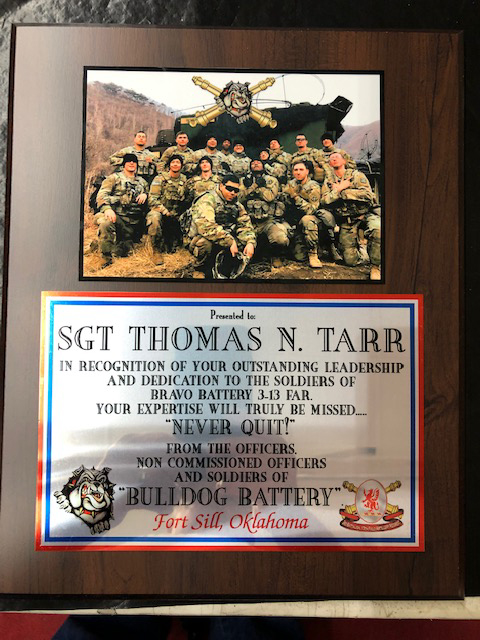 Presented to:
SGT THOMAS N. TARR
IN RECOGNITION OF YOUR OUTSTANDING LEADERSHIP
AND DEDICATION TO THE SOLDIERS OF
BRAVO BATTERY 3-13 FAR.
YOUR EXPERTISE WILL TRULY BE MISSED.....
"NEVER QUIT!"
FROM THE OFFICERS,
NON COMMISSIONED OFFICERS
AND SOLDIERS OF
"BULLDOG BATTERY"
Fort Sill, Oklahoma